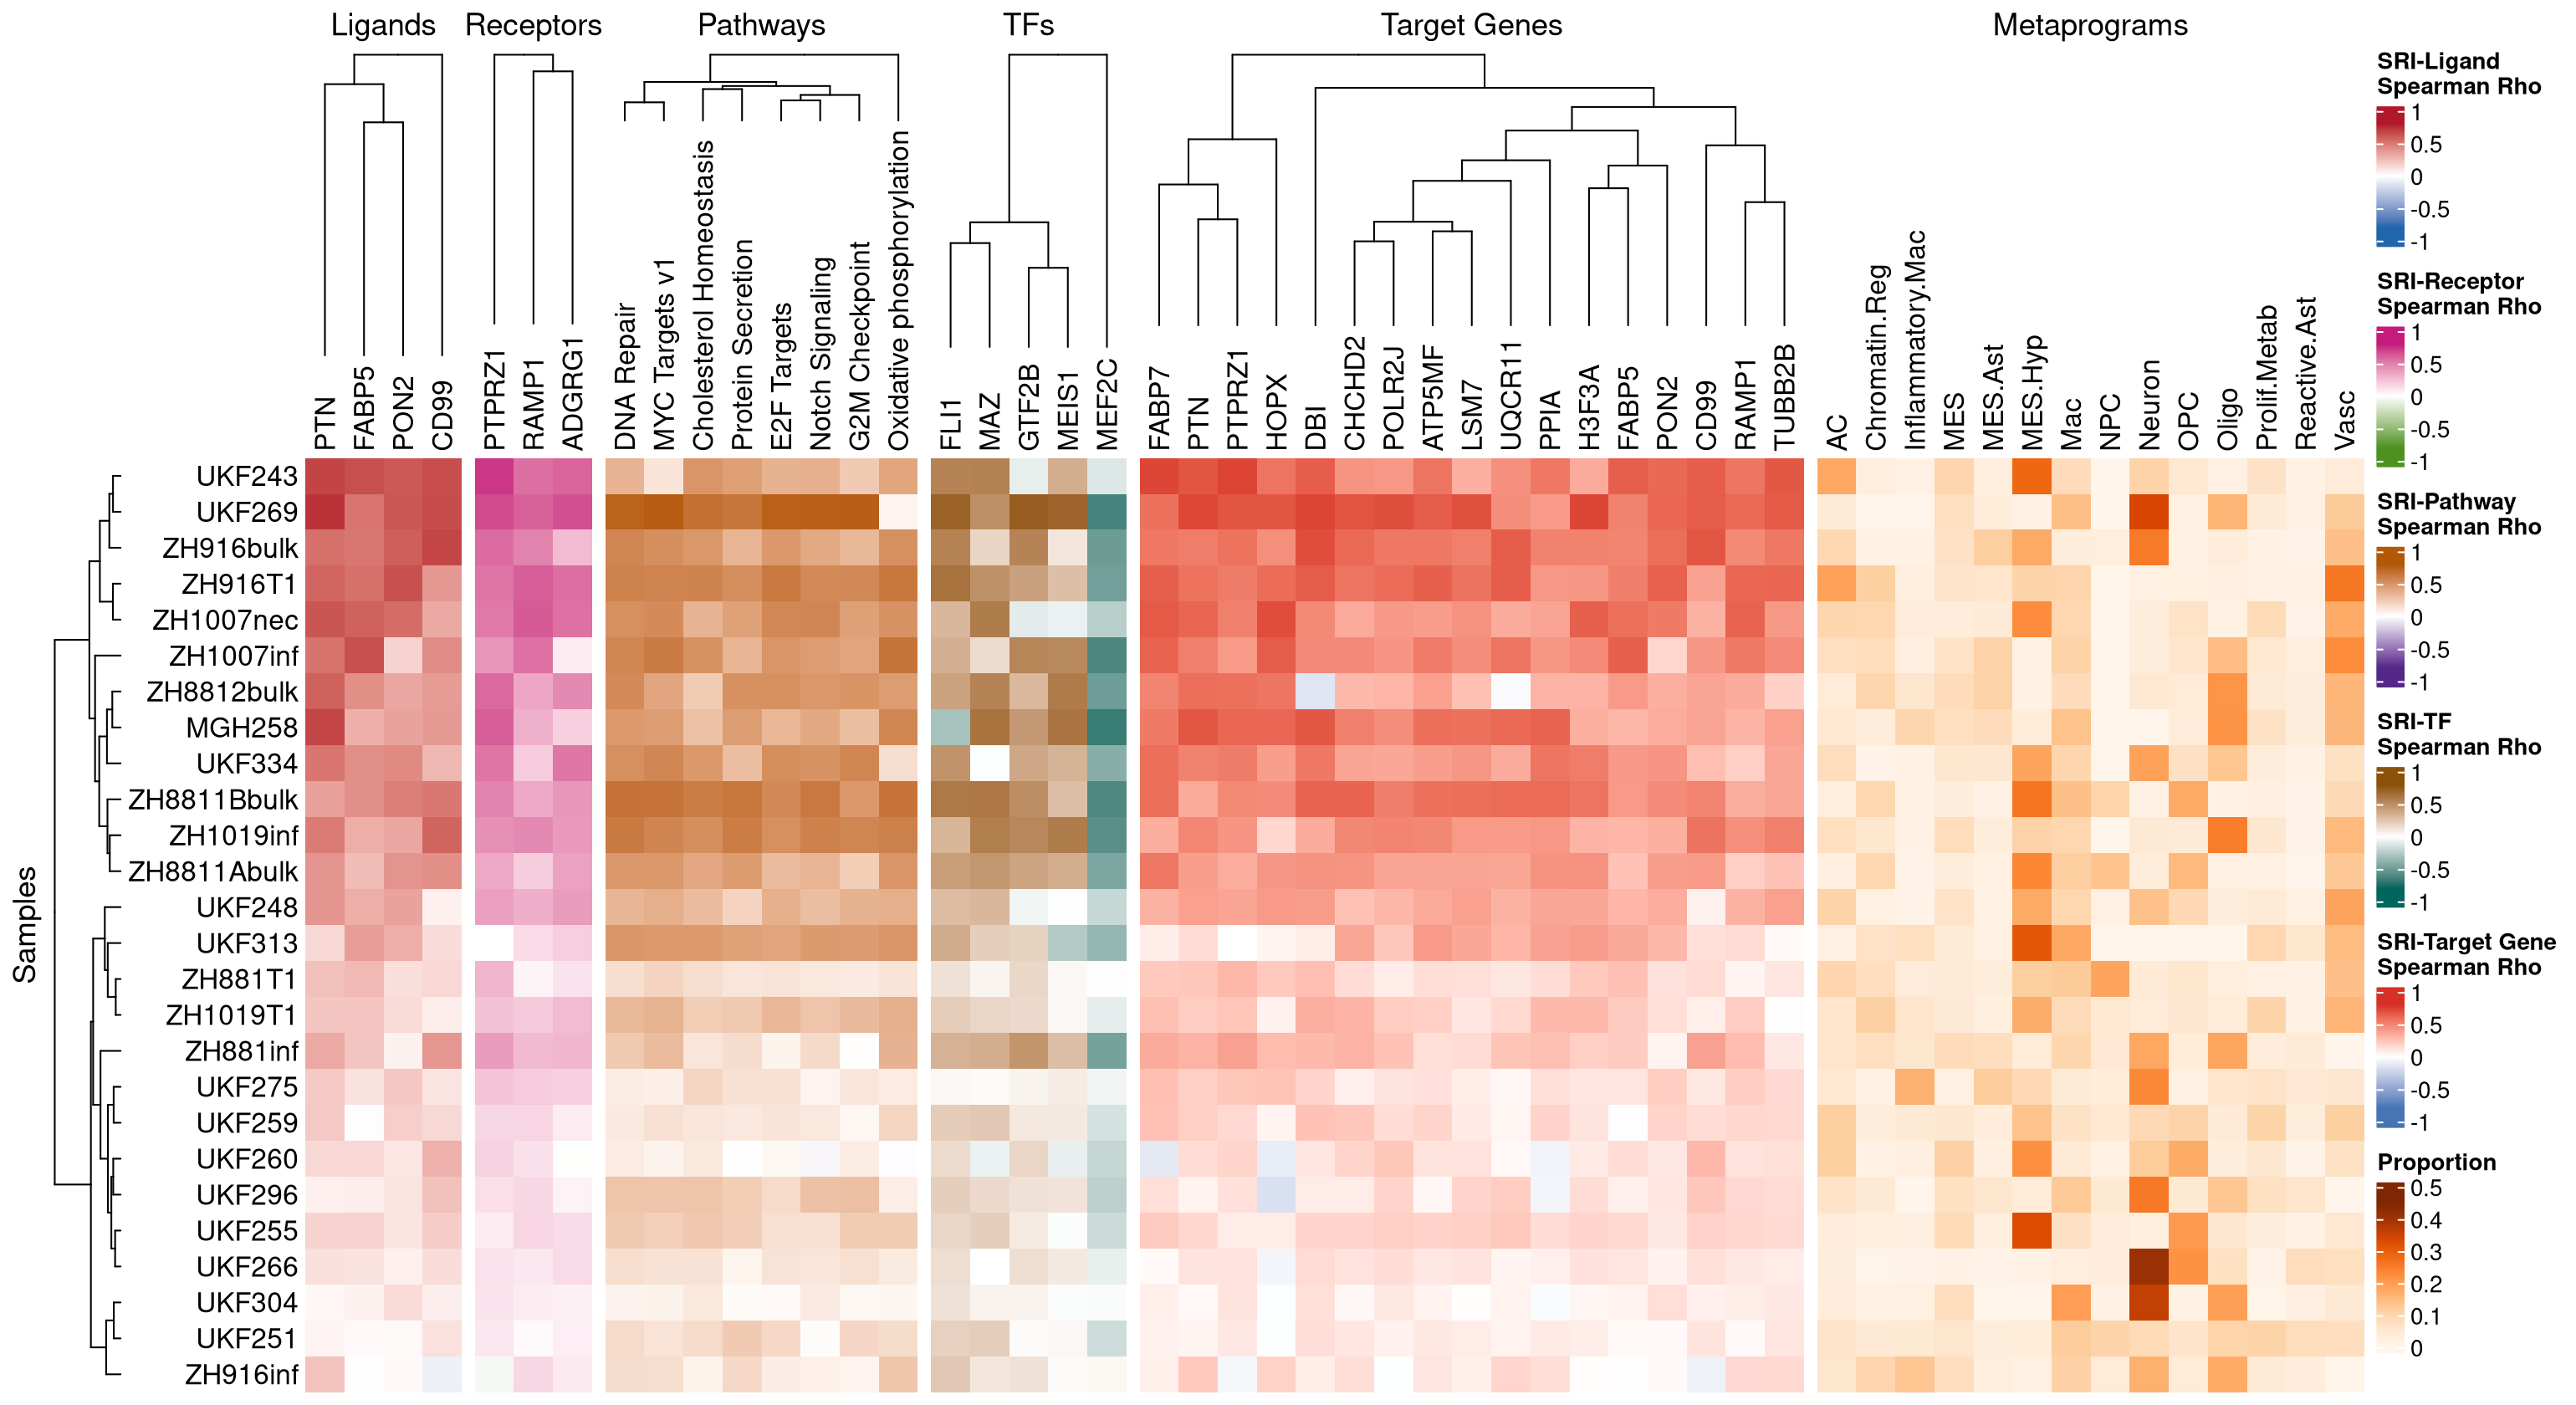 Ligands Receptors Pathways TFs Target Genes Metaprograms
PTN
FABP5
PON2
CD99
PTPRZ1
RAMP1
ADGRG1
DNA Repair
MYC Targets v1
Cholesterol Homeostasis
Protein Secretion
E2F Targets
Notch Signaling
G2M Checkpoint
Oxidative phosphorylation
FLI1
MAZ
GTF2B
MEIS1
MEF2C
FABP7
PTN
PTPRZ1
HOPX
DBI
CHCHD2
POLR2J
ATP5MF
LSM7
UQCR11
PPIA
H3F3A
FABP5
PON2
CD99
RAMP1
TUBB2B
AC
Chromatin.Reg
Inflammatory.Mac
MES
MES.Ast
MES.Hyp
Mac
NPC
Neuron
OPC
Oligo
Prolif.Metab
Reactive.Ast
Vasc
Samples
UKF243
UKF269
ZH916bulk
ZH916T1
ZH1007nec
ZH1007inf
ZH8812bulk
MGH258
UKF334
ZH8811Bbulk
ZH1019inf
ZH8811Abulk
UKF248
UKF313
ZH881T1
ZH1019T1
ZH881inf
UKF275
UKF259
UKF260
UKF296
UKF255
UKF266
UKF304
UKF251
ZH916inf
SRI-Ligand
Spearman Rho
1
0.5
0
-0.5
-1
SRI-Receptor
Spearman Rho
1
0.5
0
-0.5
-1
SRI-Pathway
Spearman Rho
1
0.5
0
-0.5
-1
SRI-TF
Spearman Rho
1
0.5
0
-0.5
-1
SRI-Target Gene
Spearman Rho
1
0.5
0
-0.5
-1
Proportion
0.5
0.4
0.3
0.2
0.1
0